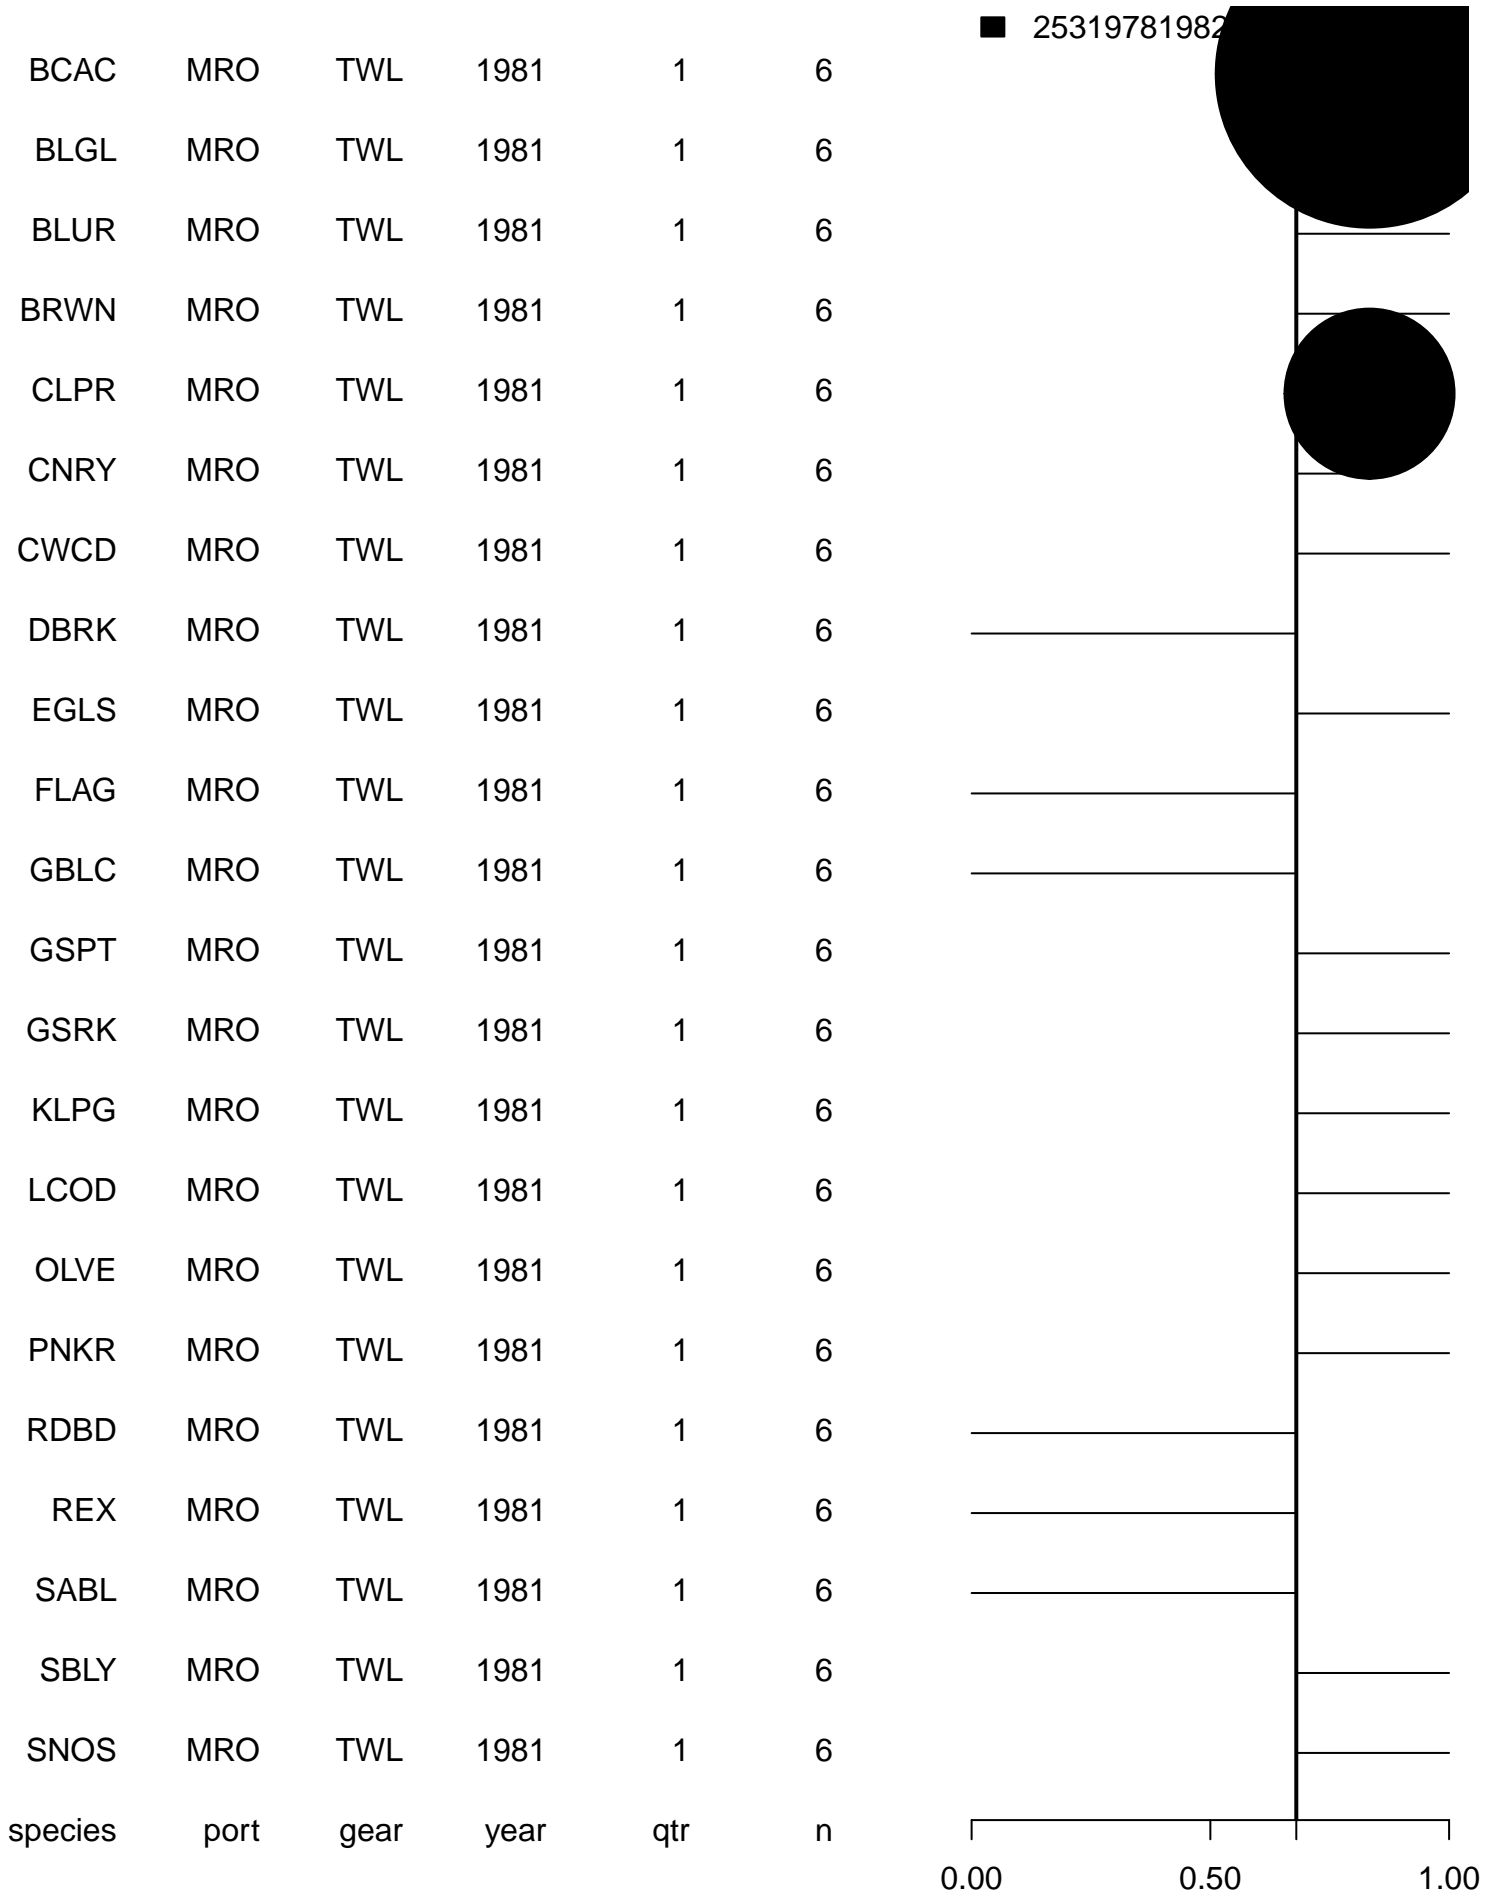 25319781982
BCAC MRO TWL 1981 1 6
BLGL MRO TWL 1981 1 6
BLUR MRO TWL 1981 1 6
BRWN MRO TWL 1981 1 6
CLPR MRO TWL 1981 1 6
CNRY MRO TWL 1981 1 6
CWCD MRO TWL 1981 1 6
DBRK MRO TWL 1981 1 6
EGLS MRO TWL 1981 1 6
FLAG MRO TWL 1981 1 6
GBLC MRO TWL 1981 1 6
GSPT MRO TWL 1981 1 6
GSRK MRO TWL 1981 1 6
KLPG MRO TWL 1981 1 6
LCOD MRO TWL 1981 1 6
OLVE MRO TWL 1981 1 6
PNKR MRO TWL 1981 1 6
RDBD MRO TWL 1981 1 6
REX MRO TWL 1981 1 6
SABL MRO TWL 1981 1 6
SBLY MRO TWL 1981 1 6
SNOS MRO TWL 1981 1 6
species port gear year qtr n
0.00 0.50 1.00